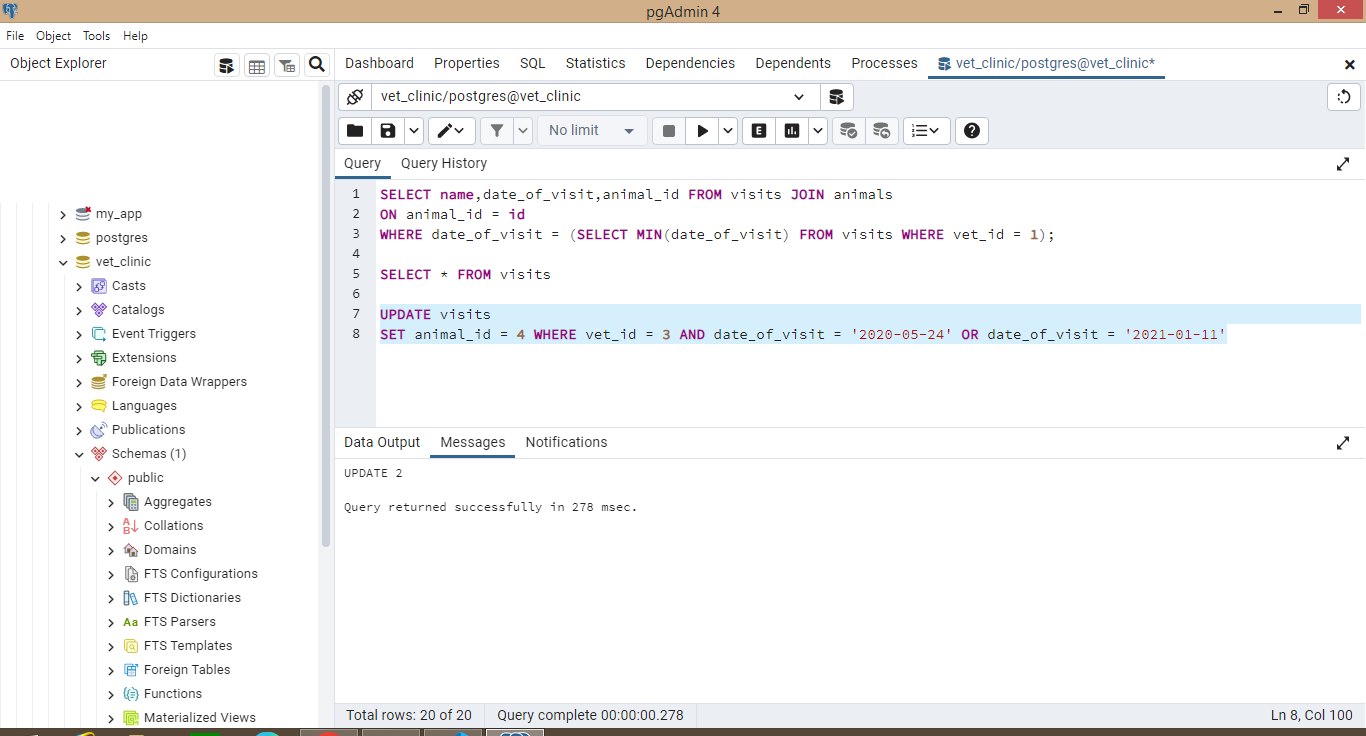 pgAdmin 4
File Object Tools Help
Object Explorer
Dashboard Properties SQL Statistics Dependencies Dependents Processes vet_clinic/postgres@vet_clinic*
vet_clinic/postgres@vet_clinic
No limit
E
Query Query History
1 SELECT name,date_of_visit,animal_id FROM visits JOIN animals
2 ON animal_id = id
3 WHERE date_of_visit = (SELECT MIN(date_of_visit) FROM visits WHERE vet_id = 1);
4
5 SELECT * FROM visits
6
7 UPDATE visits
8 SET animal_id = 4 WHERE vet_id = 3 AND date_of_visit = '2020-05-24' OR date_of_visit = '2021-01-11'
my_app
postgres
vet_clinic
Casts
Catalogs
Event Triggers
Extensions
Foreign Data Wrappers
Languages
Publications
Schemas (1)
public
Aggregates
Collations
Domains
FTS Configurations
FTS Dictionaries
Aa FTS Parsers
FTS Templates
Foreign Tables
Functions
Materialized Views
Data Output Messages Notifications
UPDATE 2
Query returned successfully in 278 msec.
Total rows: 20 of 20 Query complete 00:00:00.278 Ln 8, Col 100